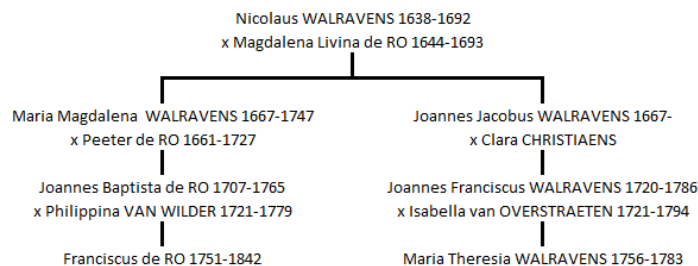 Nicolaus WALRAVENS 1638-1692
x Magdalena Livina de RO 1644-1693
Maria Magdalena  WALRAVENS 1667-1747
x Peeter de RO 1661-1727
Joannes Jacobus WALRAVENS 1667-
x Clara CHRISTIAENS
Joannes Baptista de RO 1707-1765
x Philippina VAN WILDER 1721-1779
Joannes Franciscus WALRAVENS 1720-1786
x Isabella van OVERSTRAETEN 1721-1794
Franciscus de RO 1751-1842
Maria Theresia WALRAVENS 1756-1783